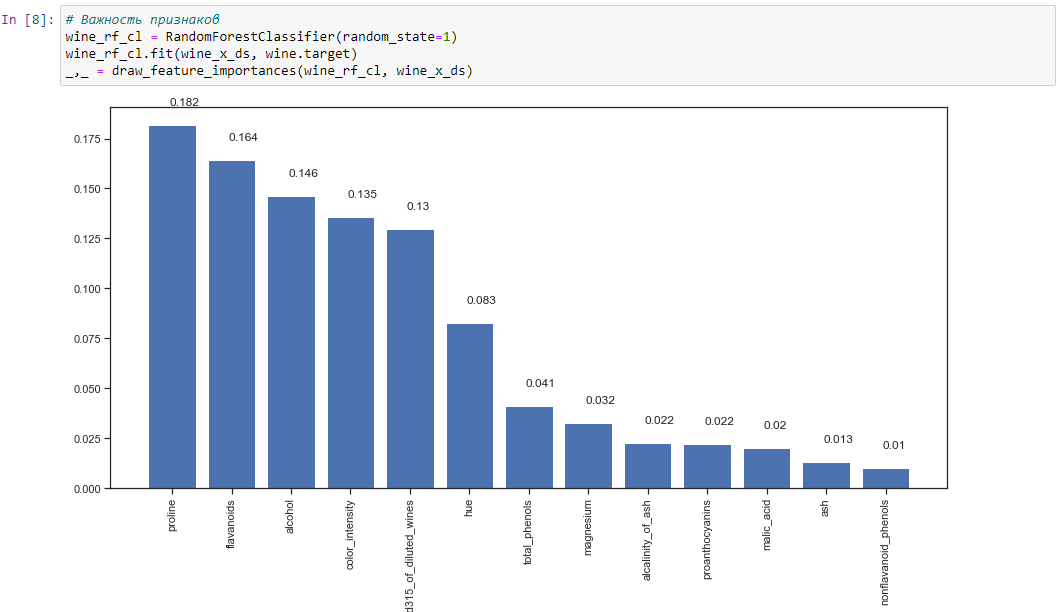 In [8]: # Важность признаков
wine_rf_cl = RandomForestClassifier(random_state=1)
wine_rf_cl.fit(wine_x_ds, wine.target)
_,_ = draw_feature_importances(wine_rf_cl, wine_x_ds)
0.182
0.164
0.146
0.135
0.13
0.083
0.041
0.032
0.022
0.022
0.02
0.013
0.01
0.175
0.150
0.125
0.100
0.075
0.050
0.025
0.000
proline
flavanoids
alcohol
color_intensity
d315_of_diluted_wines
hue
total_phenols
magnesium
alcalinity_of_ash
proanthocyanins
malic_acid
ash
nonflavanoid_phenols